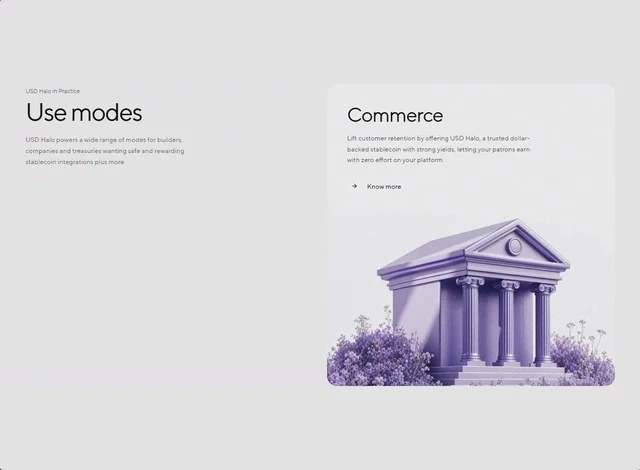 USD Halo in Practice
Use modes
USD Halo powers a wide range of modes for builders,
companies and treasuries wanting safe and rewarding
stablecoin integrations plus more
Commerce
Lift customer retention by offering USD Halo, a trusted dollar-
backed stablecoin with strong yields, letting your patrons earn
with zero effort on your platform.
→ Know more